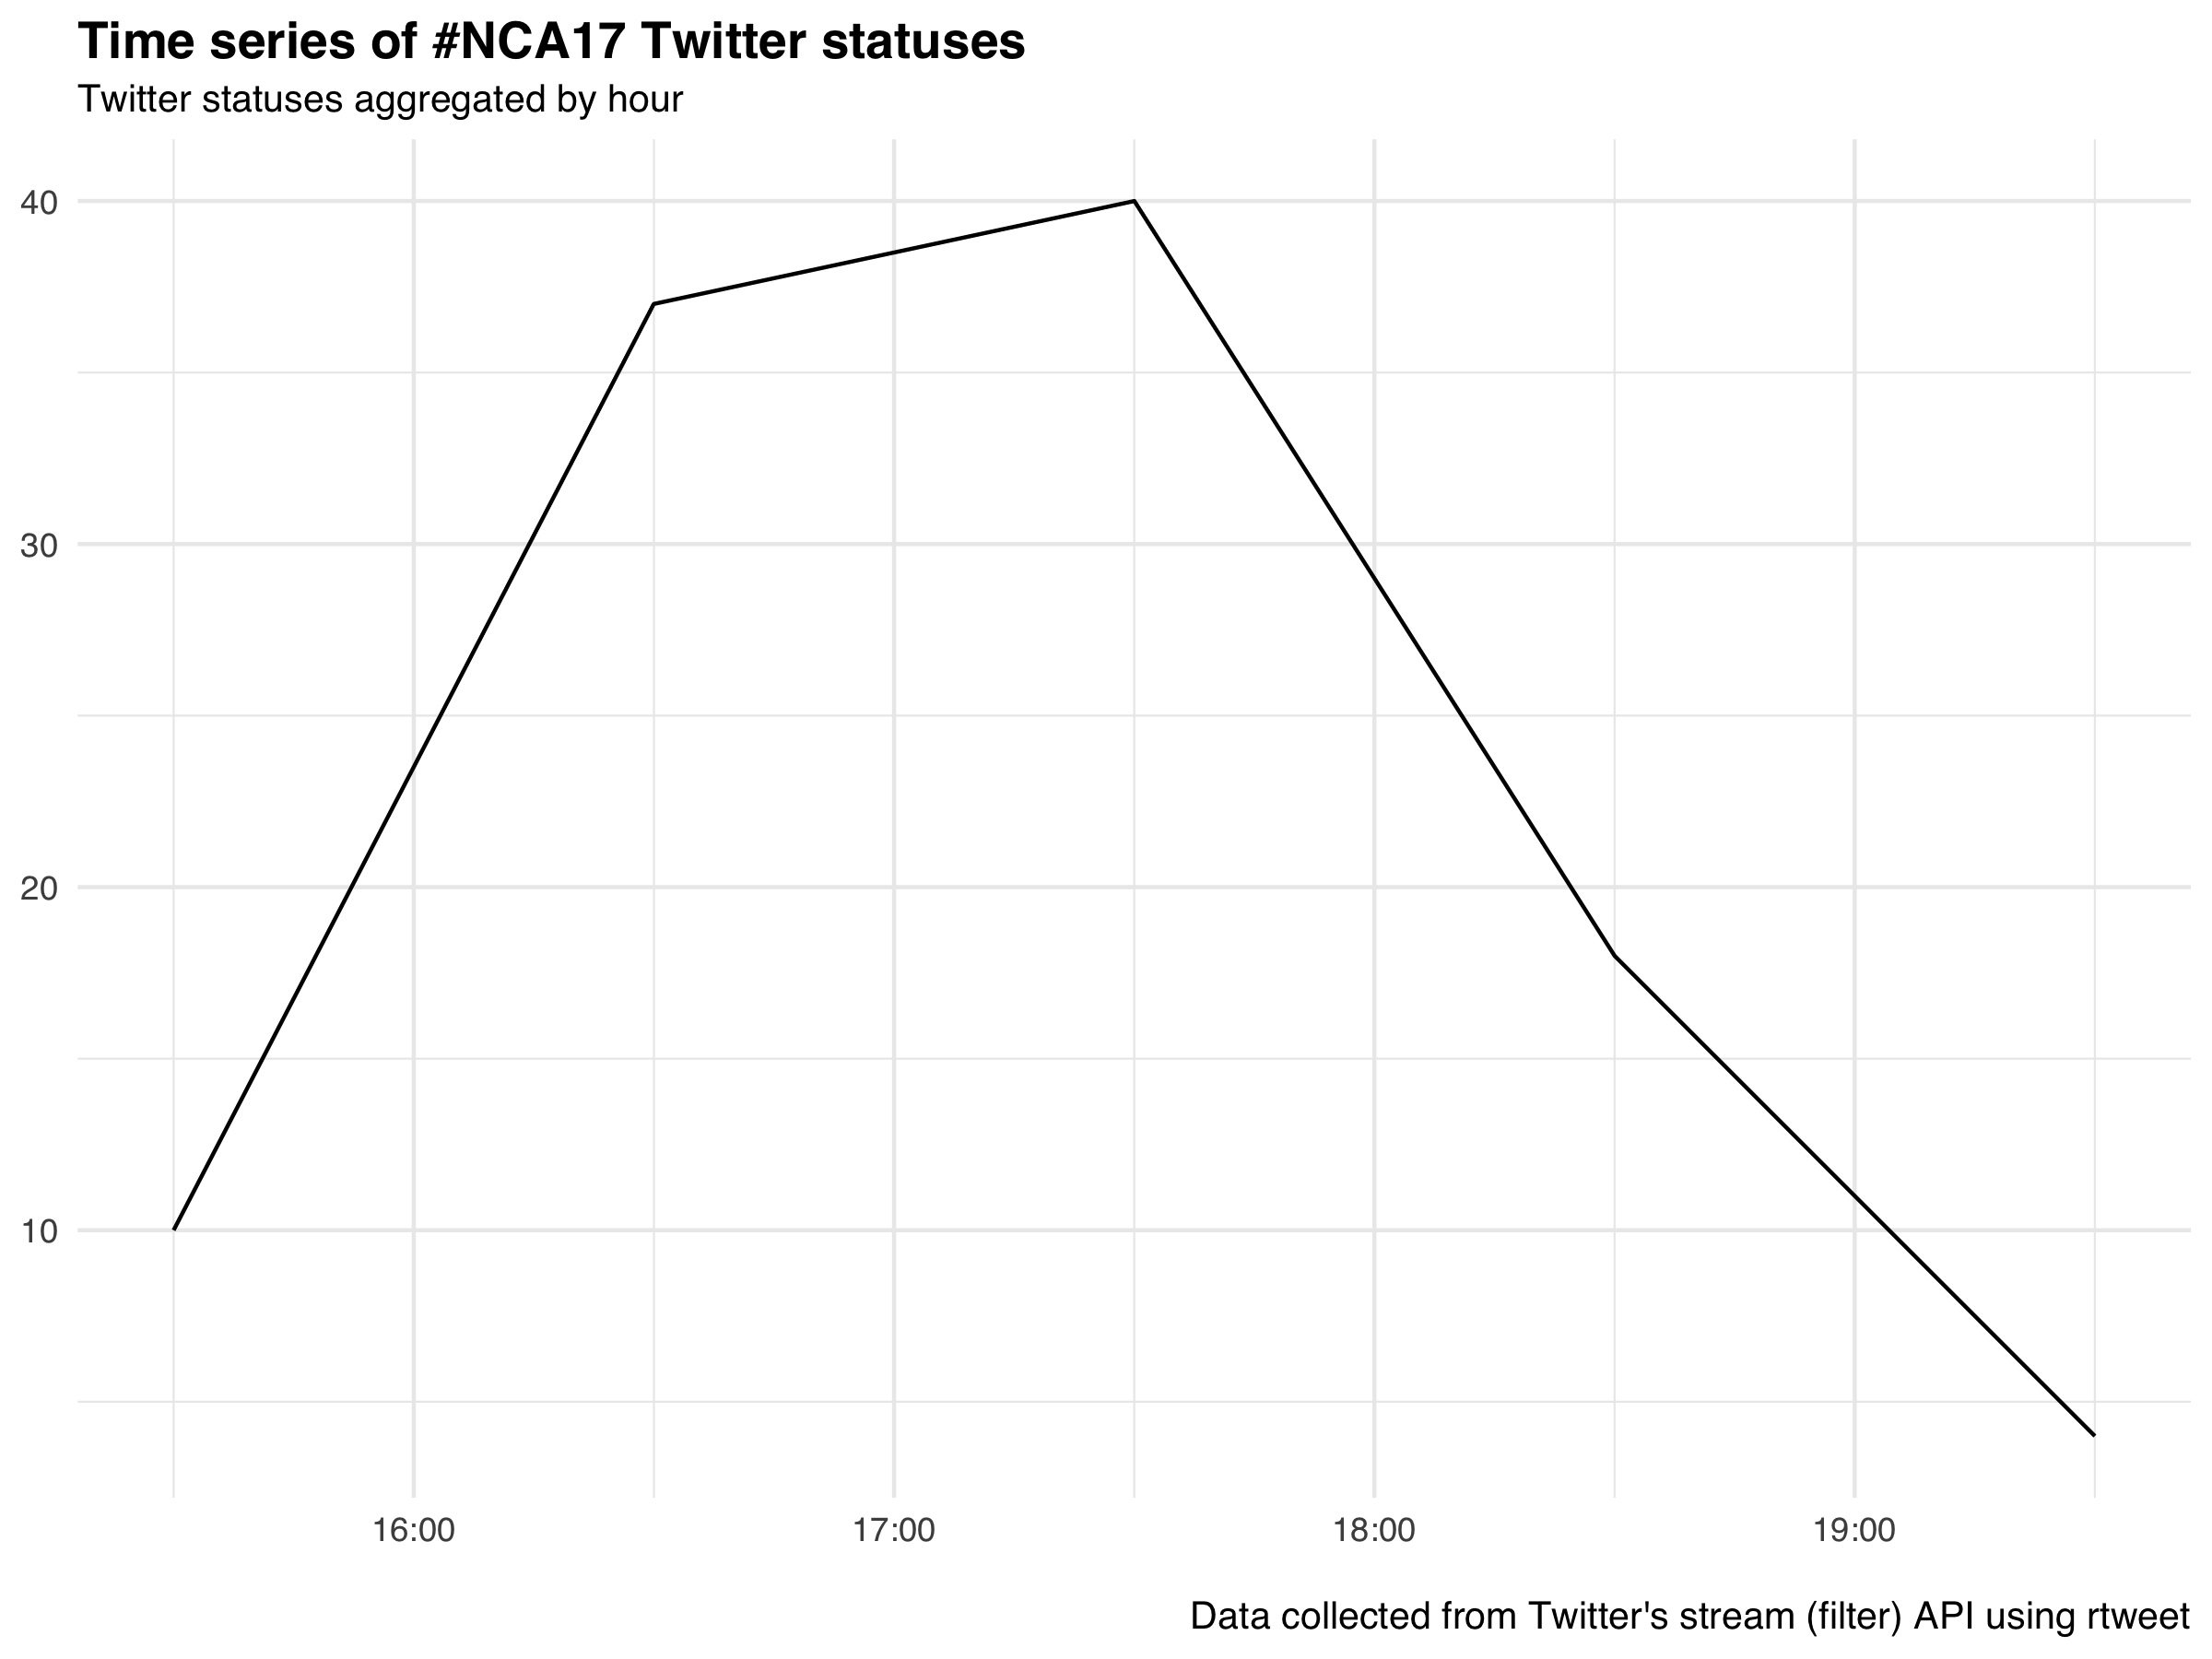 Time series of #NCA17 Twitter statuses
Twitter statuses aggregated by hour
40
30
20
10
16:00 17:00 18:00 19:00
Data collected from Twitter's stream (filter) API using rtweet